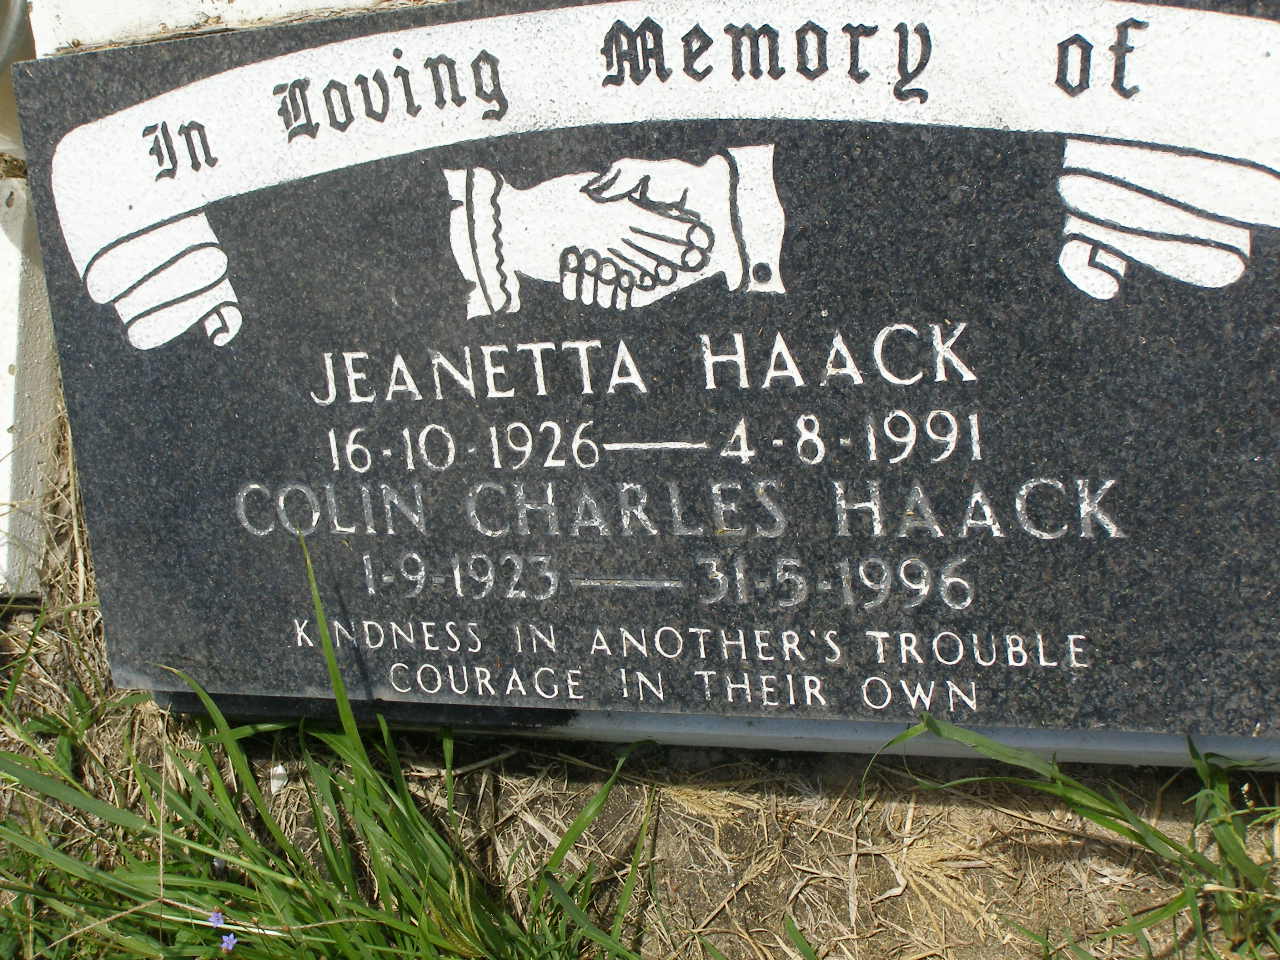 In Loving Memory of
JEANETTA HAACK
16-10-1926 — 4-8-1991
COLIN CHARLES HAACK
1-9-1923 — 31-5-1996
KINDNESS IN ANOTHER'S TROUBLE
COURAGE IN THEIR OWN